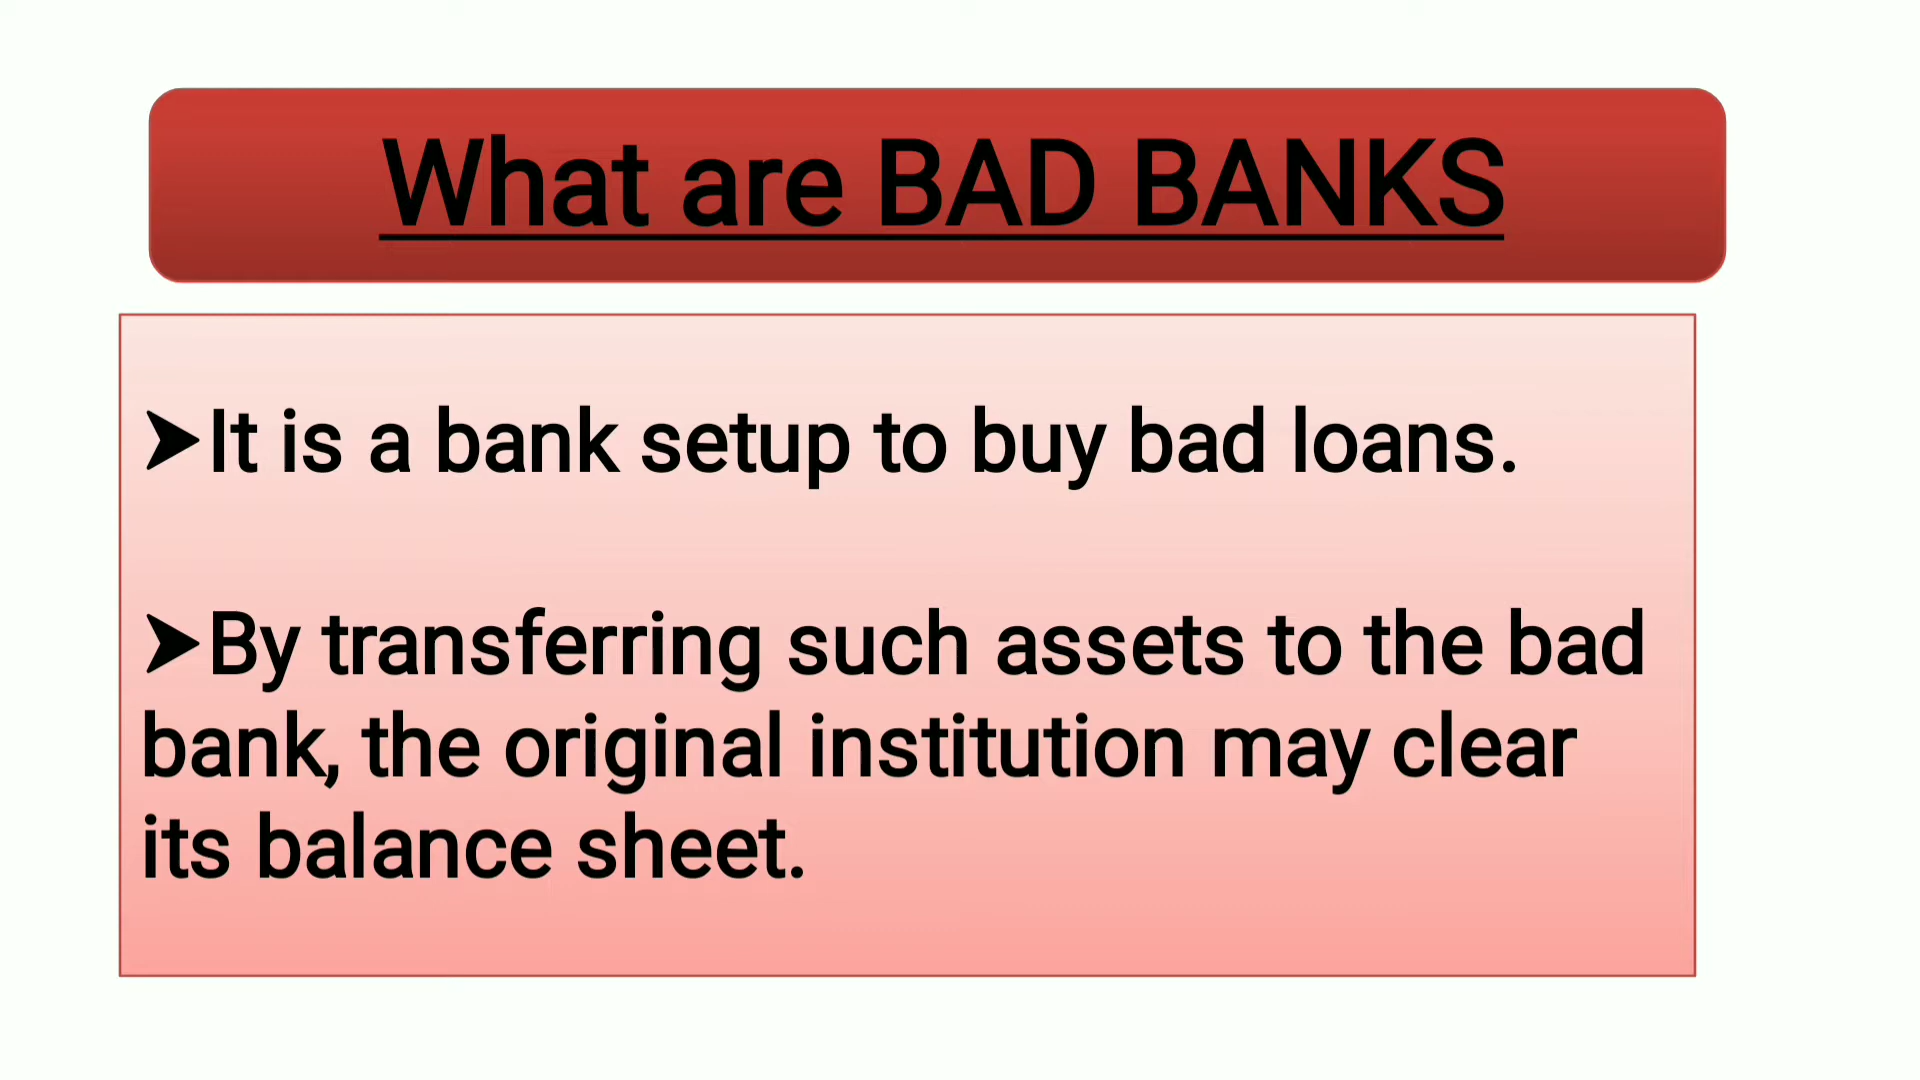 What are BAD BANKS
➤It is a bank setup to buy bad loans.
➤By transferring such assets to the bad
bank, the original institution may clear
its balance sheet.